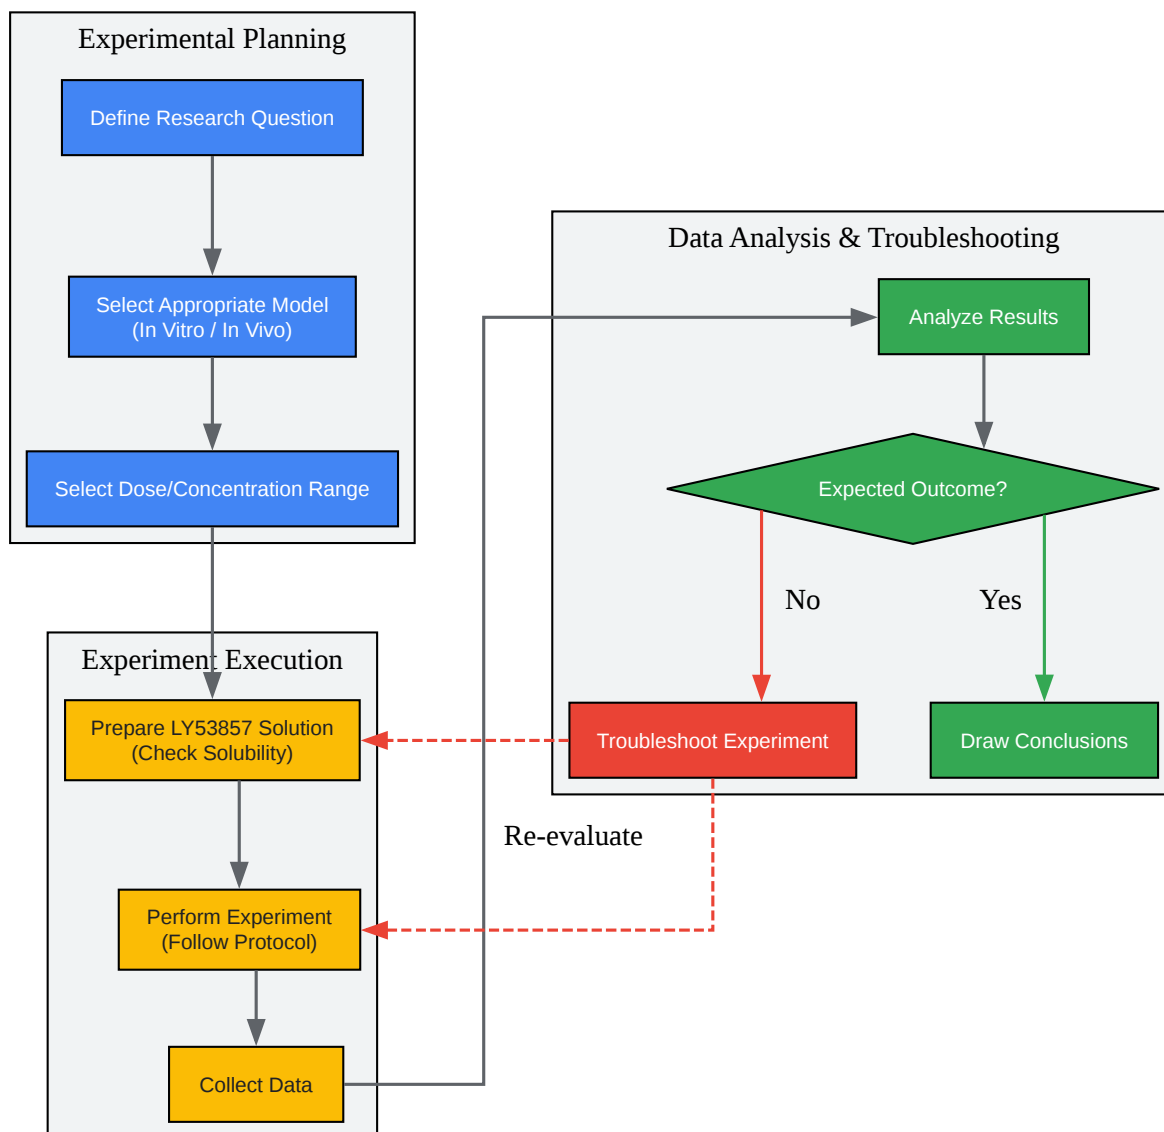 Experimental Planning
Define Research Question
Select Appropriate Model
(In Vitro / In Vivo)
Select Dose/Concentration Range
Experiment Execution
Prepare LY53857 Solution
(Check Solubility)
Perform Experiment
(Follow Protocol)
Collect Data
Data Analysis & Troubleshooting
Analyze Results
Expected Outcome?
No
Yes
Troubleshoot Experiment
Draw Conclusions
Re-evaluate